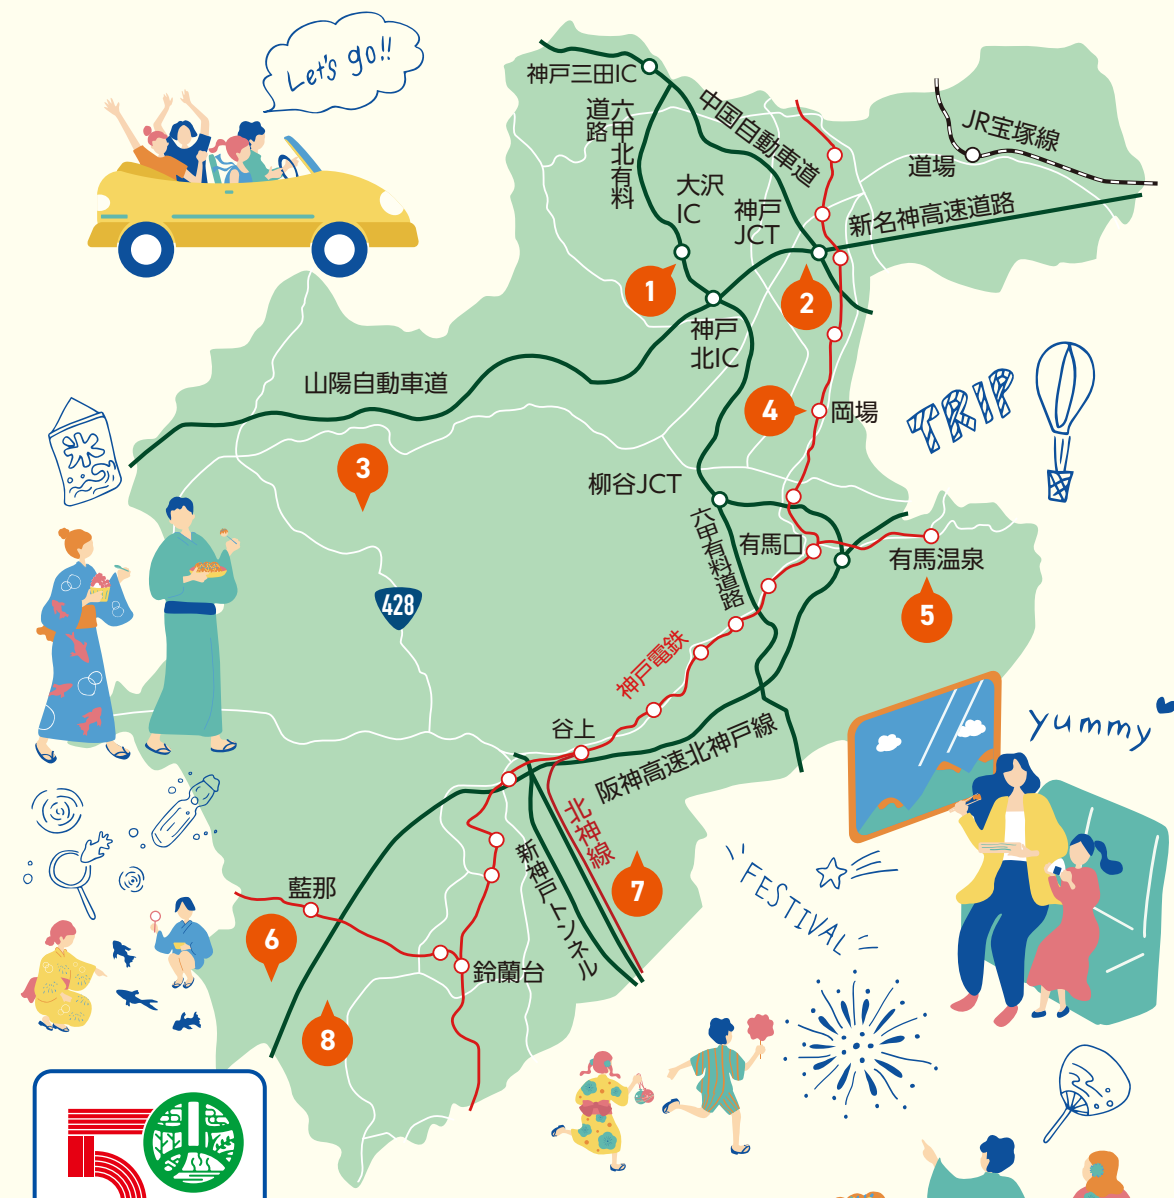 Let's go!!
神戸三田IC
六甲北有料
道路
中国自動車道
JR宝塚線
道場
大沢
IC
神戸
JCT
新名神高速道路
1
2
神戸
北IC
山陽自動車道
TRIP
4
岡場
3
柳谷JCT
六甲有料道路
有馬口
有馬温泉
428
5
神戸電鉄
谷上
yummy
阪神高速北神戸線
北神線
新神戸トンネル
FESTIVAL
7
藍那
6
鈴蘭台
8
50